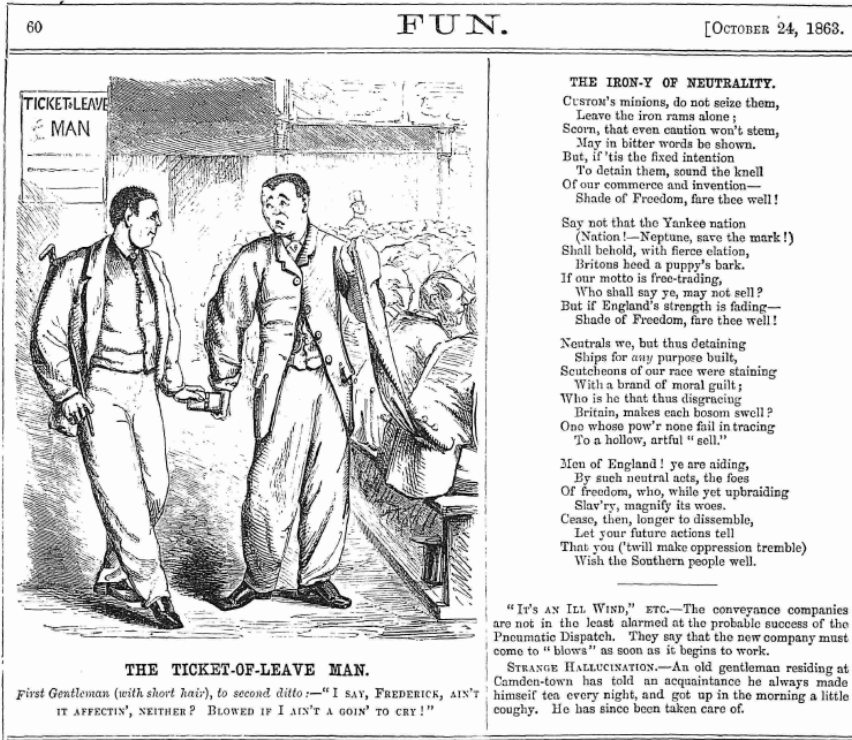 60
FUN.
[OCTOBER 24, 1863.
TICKET-LEAVE
MAN
THE TICKET-OF-LEAVE MAN.
First Gentleman (with short hair), to second ditto:—"I SAY, FREDERICK, AIN'T
IT AFFECTIN', NEITHER? BLOWED IF I AIN'T A GOIN' TO CRY!"
THE IRON-Y OF NEUTRALITY.
CUSTOM'S minions, do not seize them,
Leave the iron rams alone;
Scorn, that even caution won't stem,
May in bitter words be shown.
But, if 'tis the fixed intention
To detain them, sound the knell
Of our commerce and invention—
Shade of Freedom, fare thee well!
Say not that the Yankee nation
(Nation!—Neptune, save the mark!)
Shall behold, with fierce elation,
Britons heed a puppy's bark.
If our motto is free-trading,
Who shall say ye, may not sell?
But if England's strength is fading—
Shade of Freedom, fare thee well!
Neutrals we, but thus detaining
Ships for any purpose built,
Scutcheons of our race were staining
With a brand of moral guilt;
Who is he that thus disgracing
Britain, makes each bosom swell?
One whose pow'r none fail in tracing
To a hollow, artful "sell."
Men of England! ye are aiding,
By such neutral acts, the foes
Of freedom, who, while yet upbraiding
Slav'ry, magnify its woes.
Cease, then, longer to dissemble,
Let your future actions tell
That you ('twill make oppression tremble)
Wish the Southern people well.
"IT'S AN ILL WIND," ETC.—The conveyance companies
are not in the least alarmed at the probable success of the
Pneumatic Dispatch. They say that the new company must
come to "blows" as soon as it begins to work.
STRANGE HALLUCINATION.—An old gentleman residing at
Camden-town has told an acquaintance he always made
himself tea every night, and got up in the morning a little
coughy. He has since been taken care of.